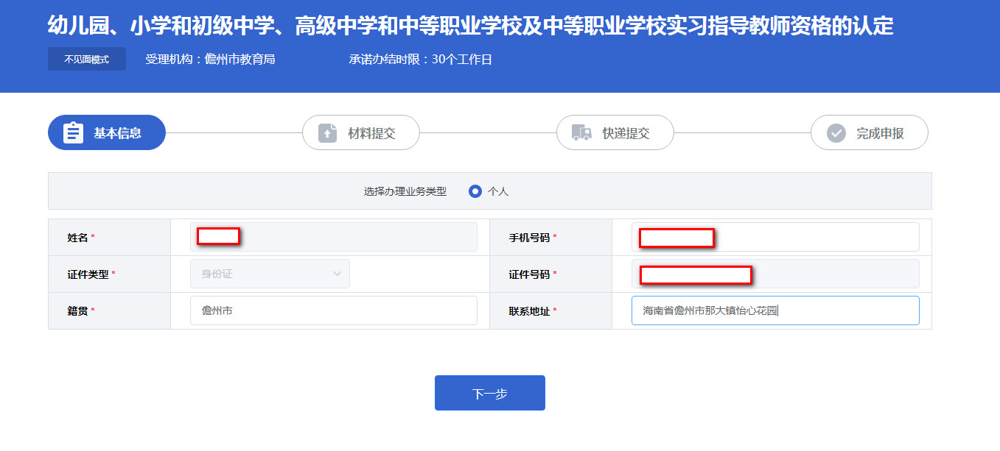 幼儿园、小学和初级中学、高级中学和中等职业学校及中等职业学校实习指导教师资格的认定
不见面模式 受理机构：儋州市教育局 承诺办结时限：30个工作日
基本信息 材料提交 快递提交 完成申报
选择办理业务类型 个人
姓名* 手机号码*
证件类型* 身份证 证件号码*
籍贯* 儋州市 联系地址* 海南省儋州市那大镇怡心花园
下一步